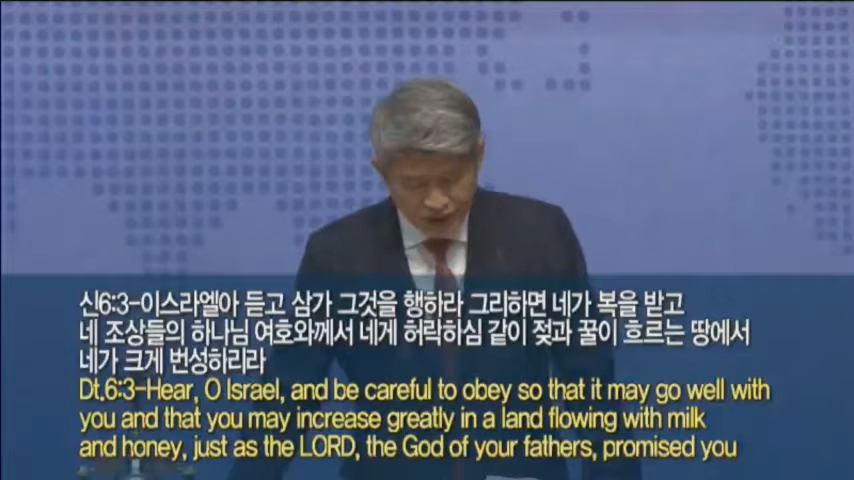 신6:3-이스라엘아 듣고 삼가 그것을 행하라 그리하면 네가 복을 받고
네 조상들의 하나님 여호와께서 네게 허락하심 같이 젖과 꿀이 흐르는 땅에서
네가 크게 번성하리라
Dt.6:3-Hear, O Israel, and be careful to obey so that it may go well with
you and that you may increase greatly in a land flowing with milk
and honey, just as the LORD, the God of your fathers, promised you